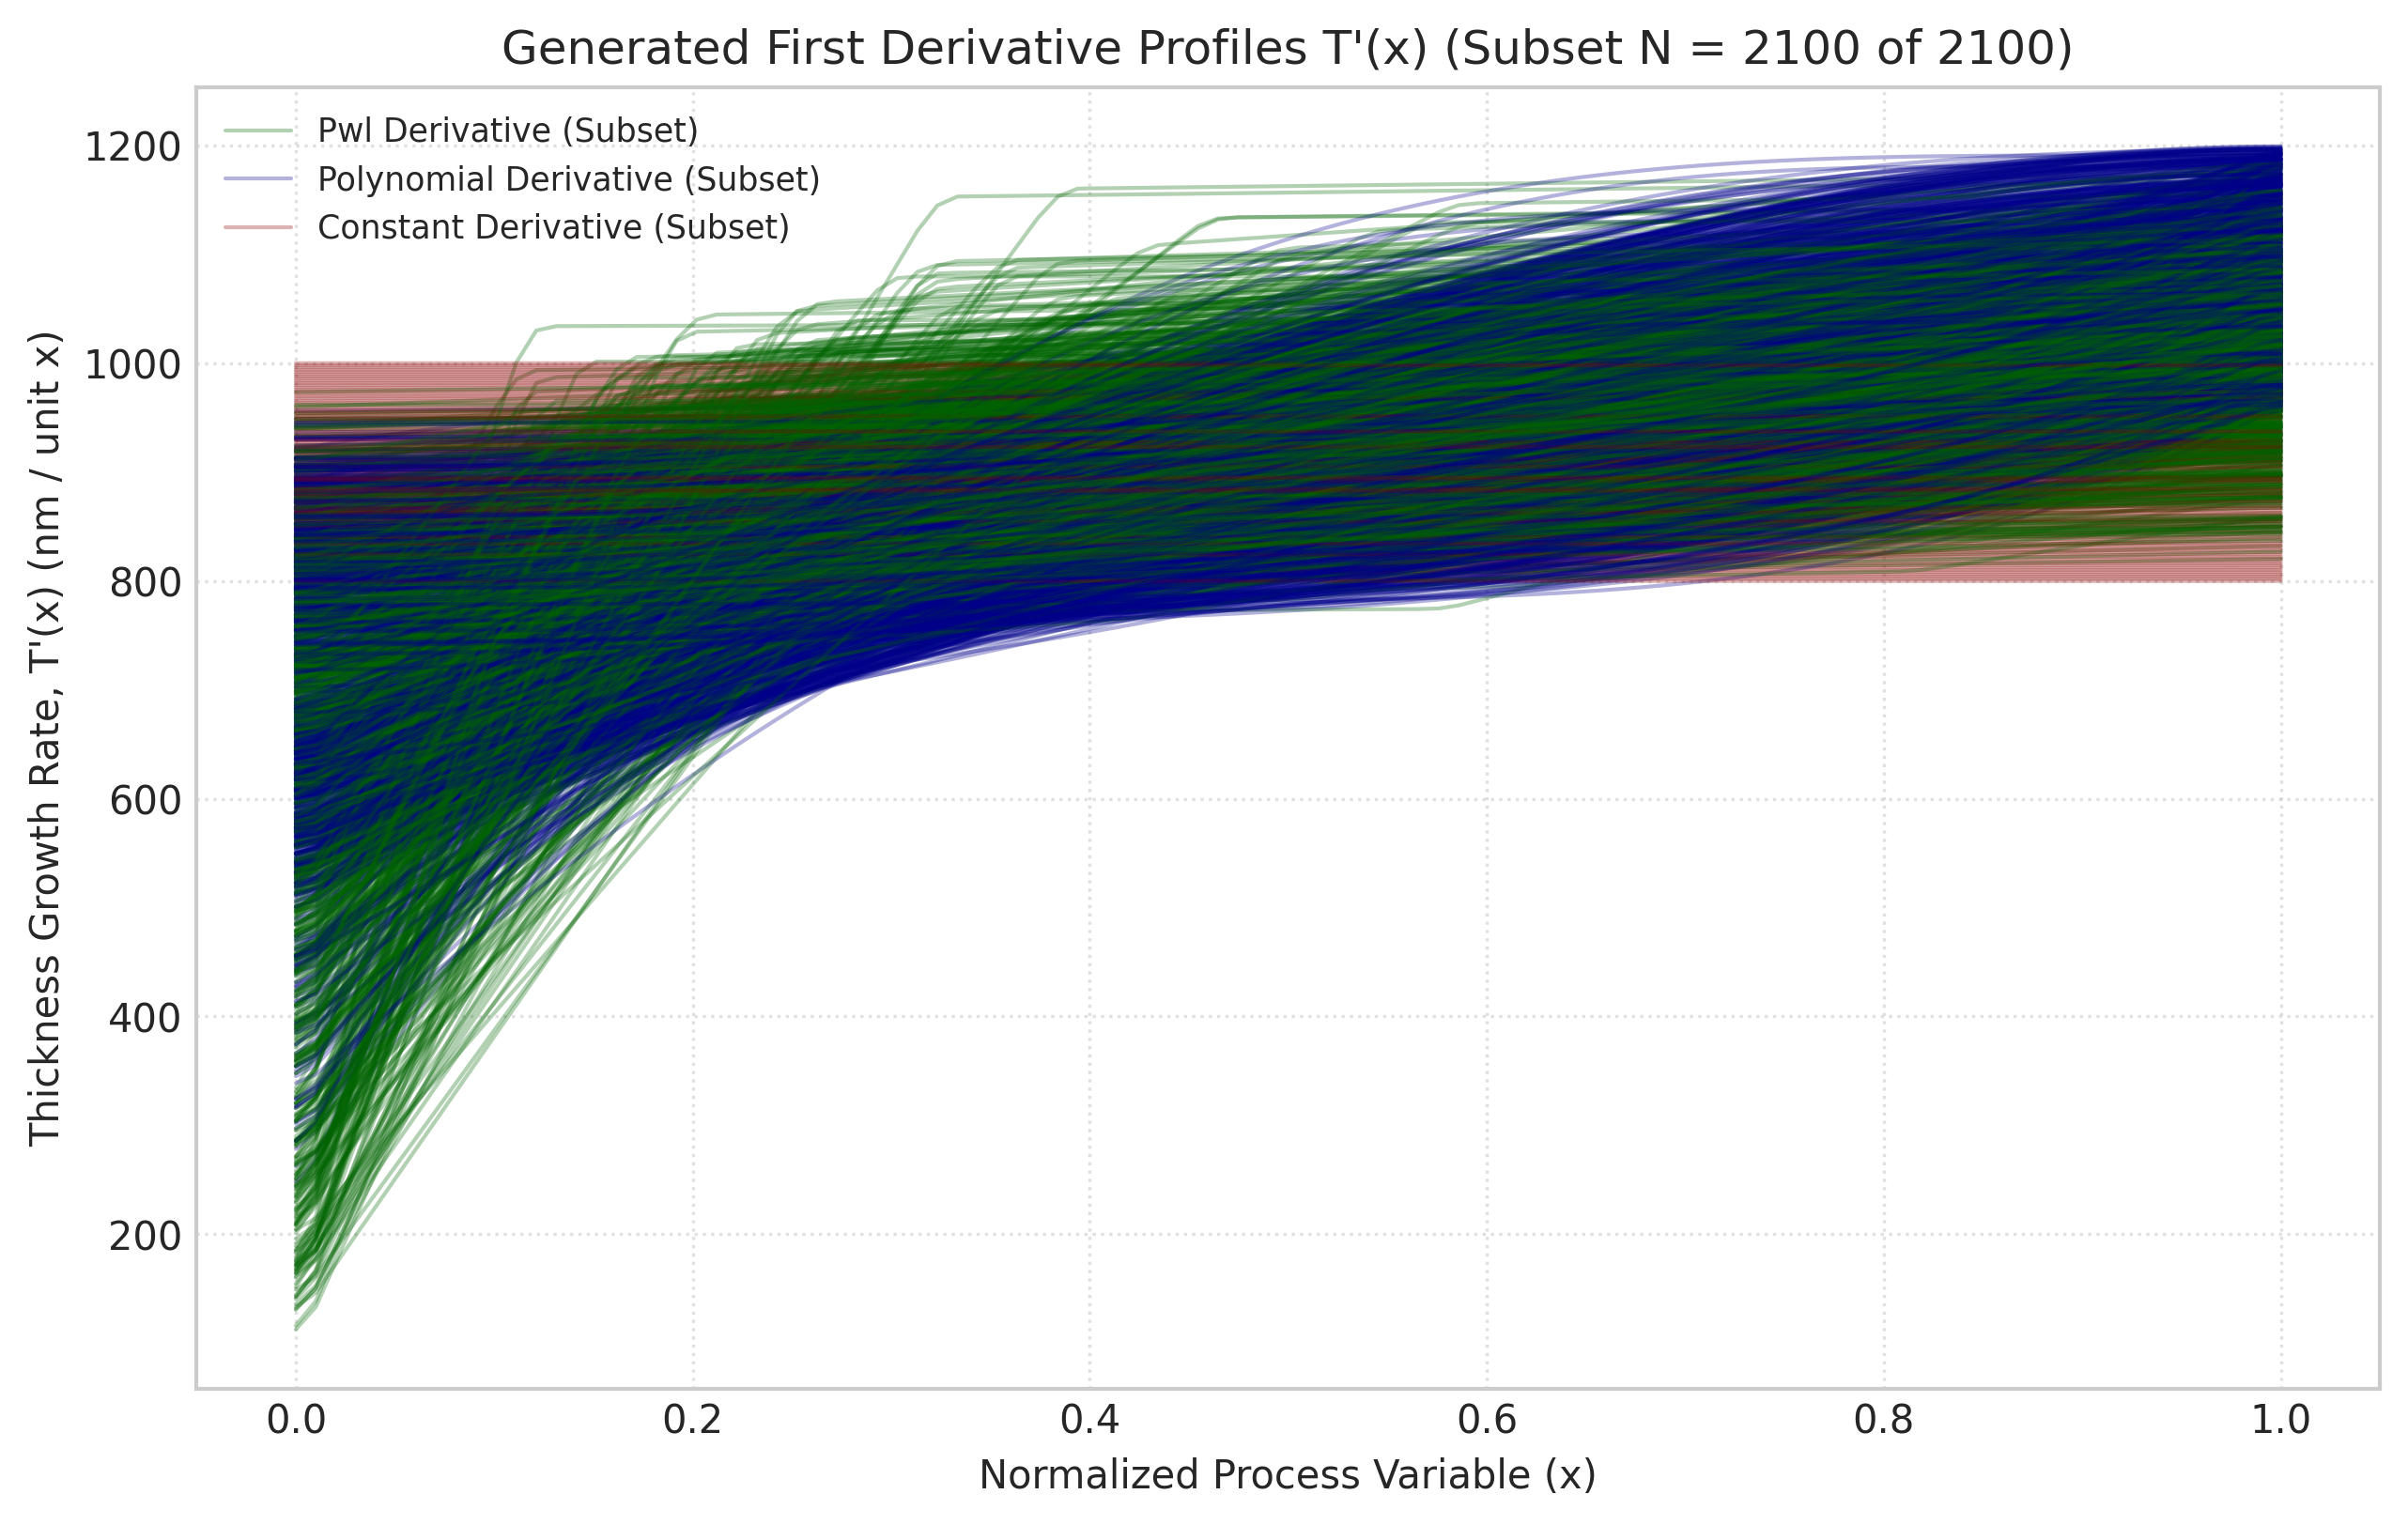 Generated First Derivative Profiles T'(x) (Subset N = 2100 of 2100)
Pwl Derivative (Subset)
Polynomial Derivative (Subset)
Constant Derivative (Subset)
Thickness Growth Rate, T'(x) (nm / unit x)
1200
1000
800
600
400
200
0.0 0.2 0.4 0.6 0.8 1.0
Normalized Process Variable (x)